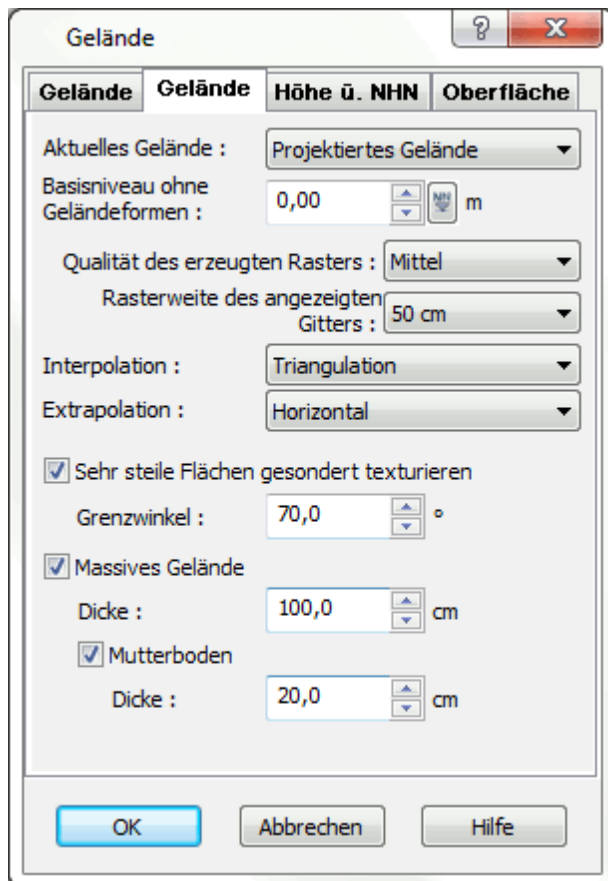 Gelände
Gelände Gelände Höhe ü. NHN Oberfläche
Aktuelles Gelände : Projektiertes Gelände
Basisniveau ohne
Geländeformen : 0,00 NN m
Qualität des erzeugten Rasters : Mittel
Rasterweite des angezeigten
Gitters : 50 cm
Interpolation : Triangulation
Extrapolation : Horizontal
Sehr steile Flächen gesondert texturieren
Grenzwinkel : 70,0 °
Massives Gelände
Dicke : 100,0 cm
Mutterboden
Dicke : 20,0 cm
OK Abbrechen Hilfe